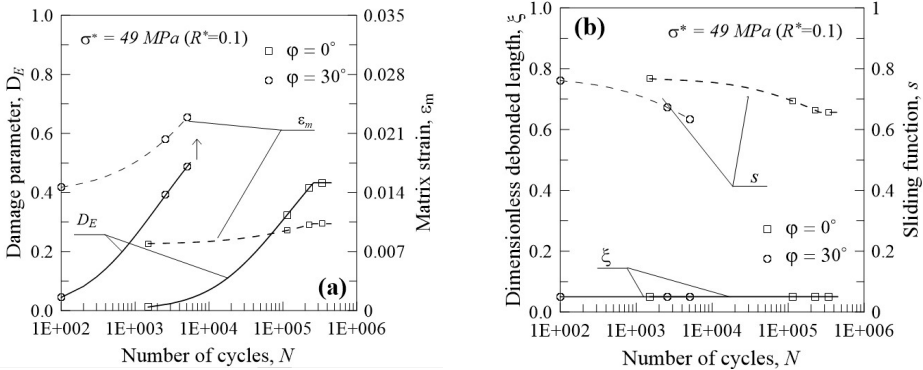 σ* = 49 MPa (R*=0.1)
φ = 0°
φ = 30°
εm
DE
(a)
Damage parameter, DE
1.0
0.8
0.6
0.4
0.2
0.0
Matrix strain, εm
0.035
0.028
0.021
0.014
0.007
0
1E+002 1E+003 1E+004 1E+005 1E+006
Number of cycles, N
(b)
σ* = 49 MPa (R*=0.1)
s
φ = 0°
φ = 30°
ξ
Dimensionless debonded length, ξ
1.0
0.8
0.6
0.4
0.2
0.0
Sliding function, s
1
0.8
0.6
0.4
0.2
0
1E+002 1E+003 1E+004 1E+005 1E+006
Number of cycles, N